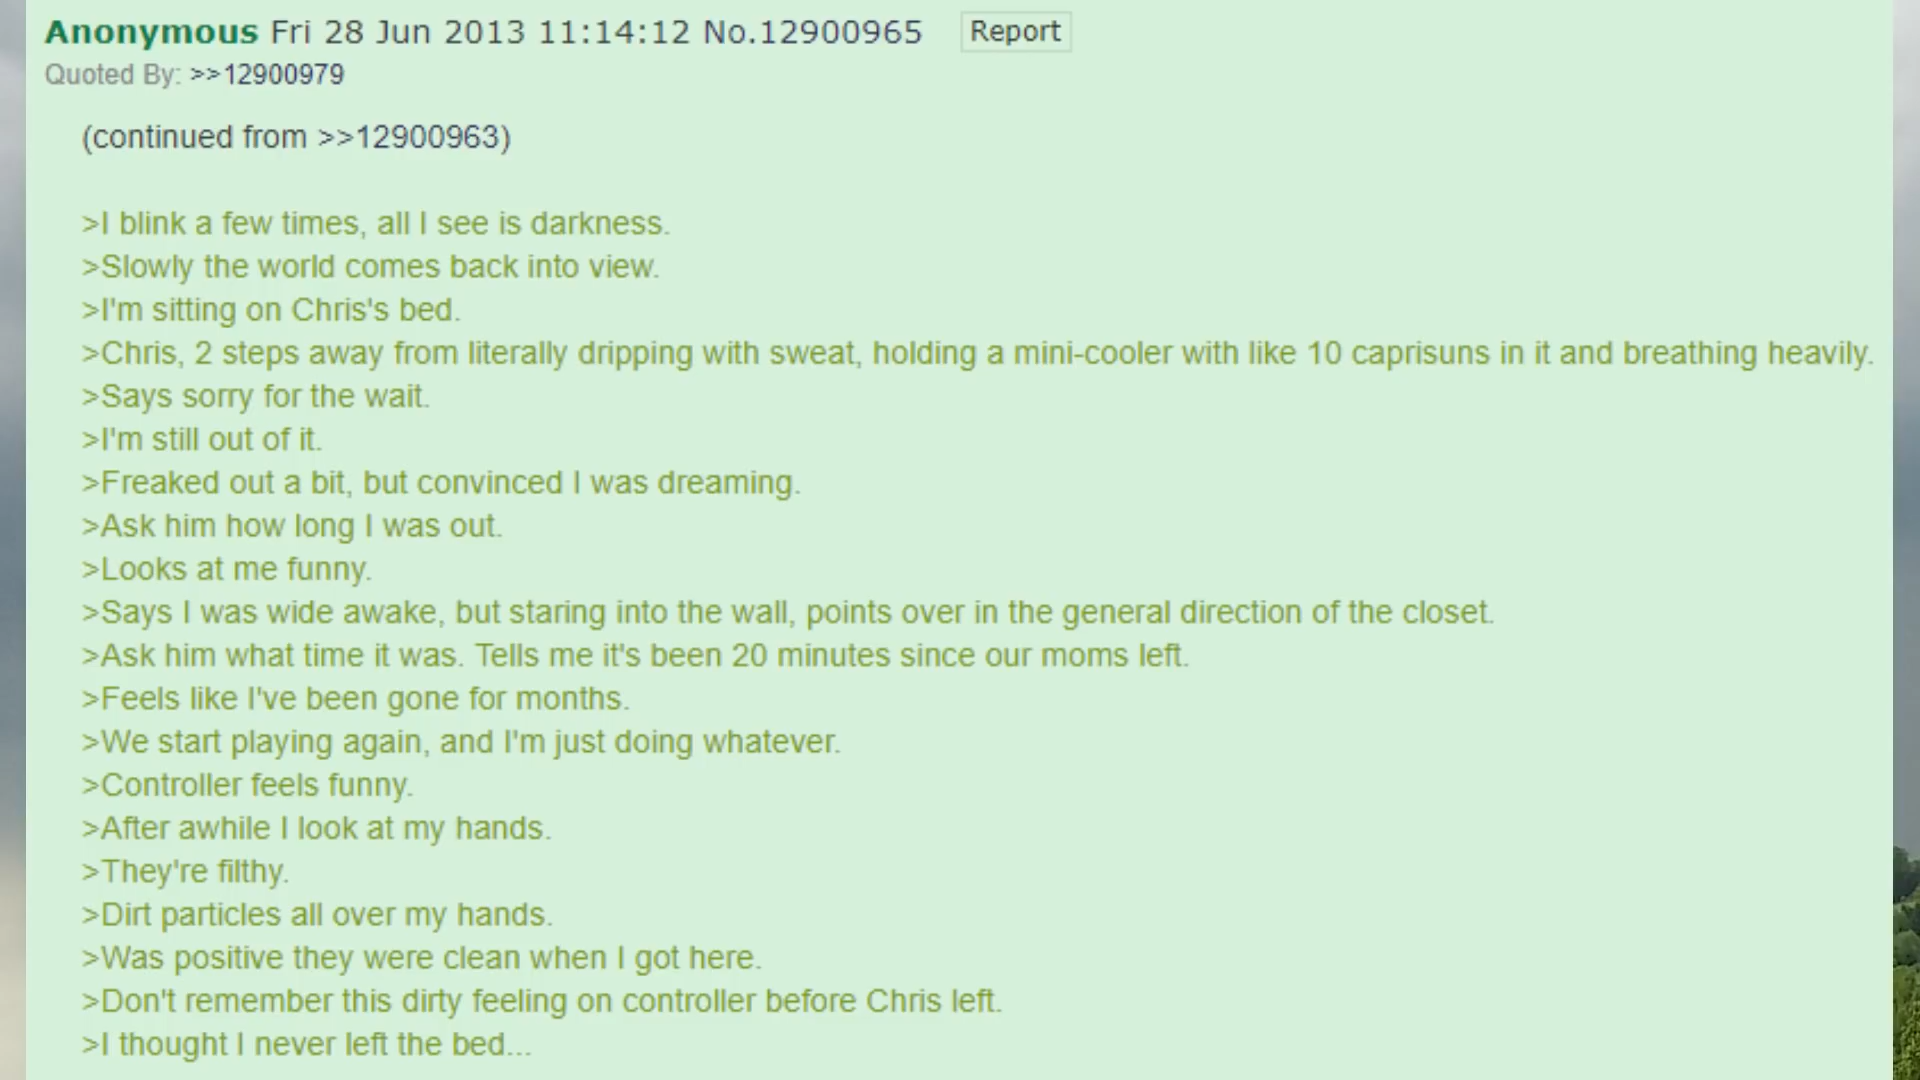 Anonymous Fri 28 Jun 2013 11:14:12 No.12900965 Report
Quoted By: >>12900979
(continued from >>12900963)
>I blink a few times, all I see is darkness.
>Slowly the world comes back into view.
>I'm sitting on Chris's bed.
>Chris, 2 steps away from literally dripping with sweat, holding a mini-cooler with like 10 caprisuns in it and breathing heavily.
>Says sorry for the wait.
>I'm still out of it.
>Freaked out a bit, but convinced I was dreaming.
>Ask him how long I was out.
>Looks at me funny.
>Says I was wide awake, but staring into the wall, points over in the general direction of the closet.
>Ask him what time it was. Tells me it's been 20 minutes since our moms left.
>Feels like I've been gone for months.
>We start playing again, and I'm just doing whatever.
>Controller feels funny.
>After awhile I look at my hands.
>They're filthy.
>Dirt particles all over my hands.
>Was positive they were clean when I got here.
>Don't remember this dirty feeling on controller before Chris left.
>I thought I never left the bed...